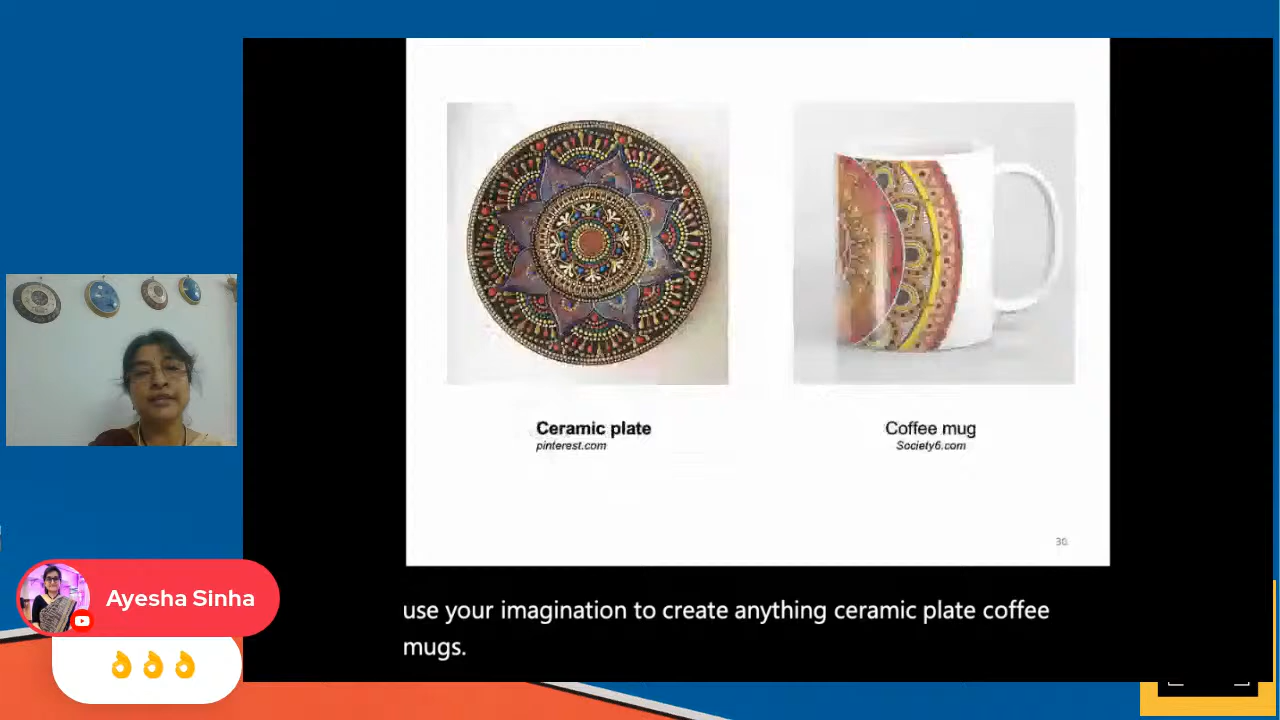 Ceramic plate
pinterest.com
Coffee mug
Society6.com
30
use your imagination to create anything ceramic plate coffee
mugs.
Ayesha Sinha
👌👌👌